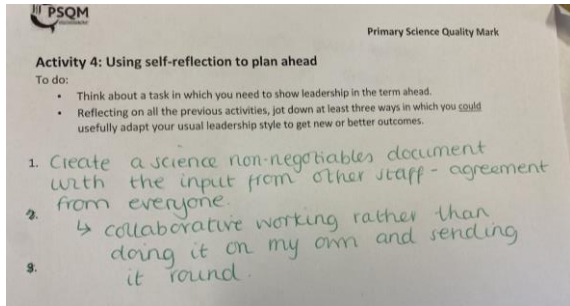 PSQM
Primary Science Quality Mark
Activity 4: Using self-reflection to plan ahead
To do:
• Think about a task in which you need to show leadership in the term ahead.
• Reflecting on all the previous activities, jot down at least three ways in which you could
usefully adapt your usual leadership style to get new or better outcomes.
1. Create a science non-negotiables document
with the input from other staff - agreement
from everyone.
2.
↳ collaborative working rather than
doing it on my own and sending
3. it round.